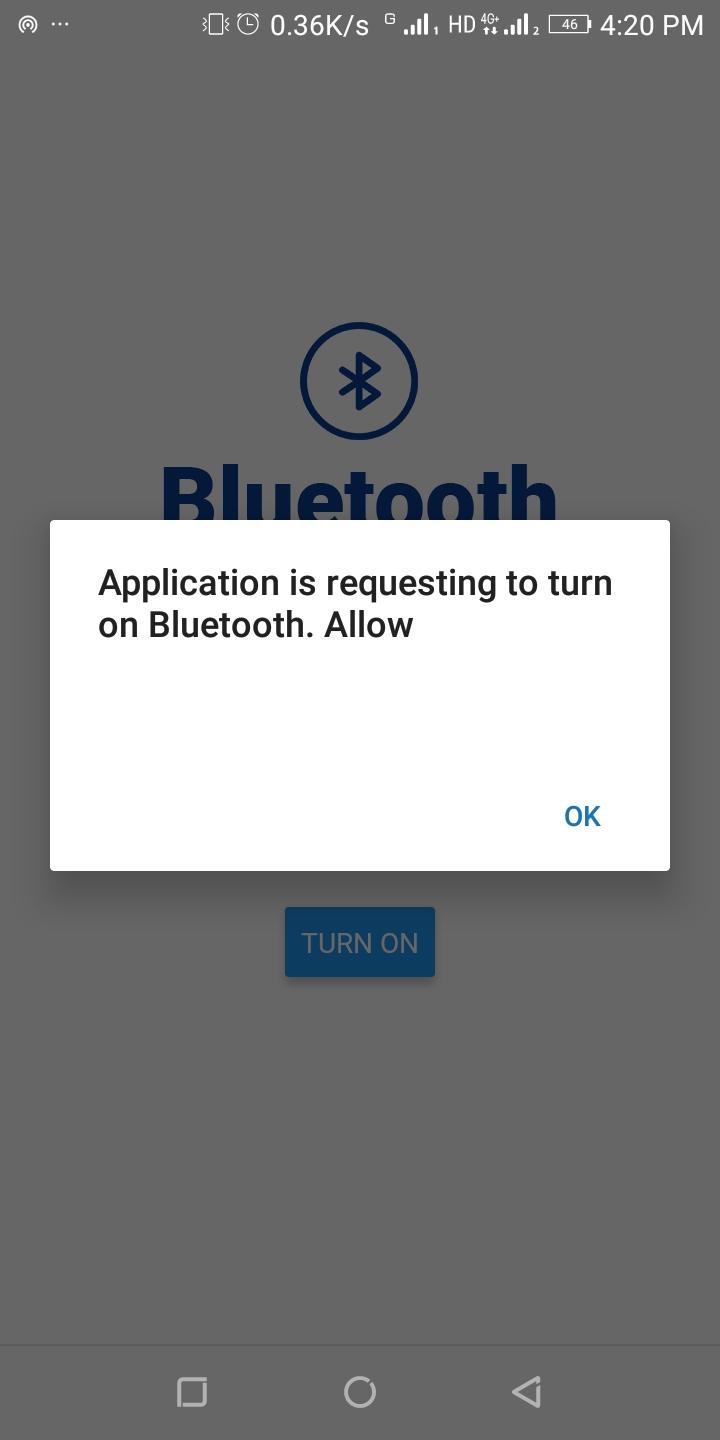 0.36K/s G 1 HD 4G+ 2 46 4:20 PM
Bluetooth
Application is requesting to turn
on Bluetooth. Allow
OK
TURN ON